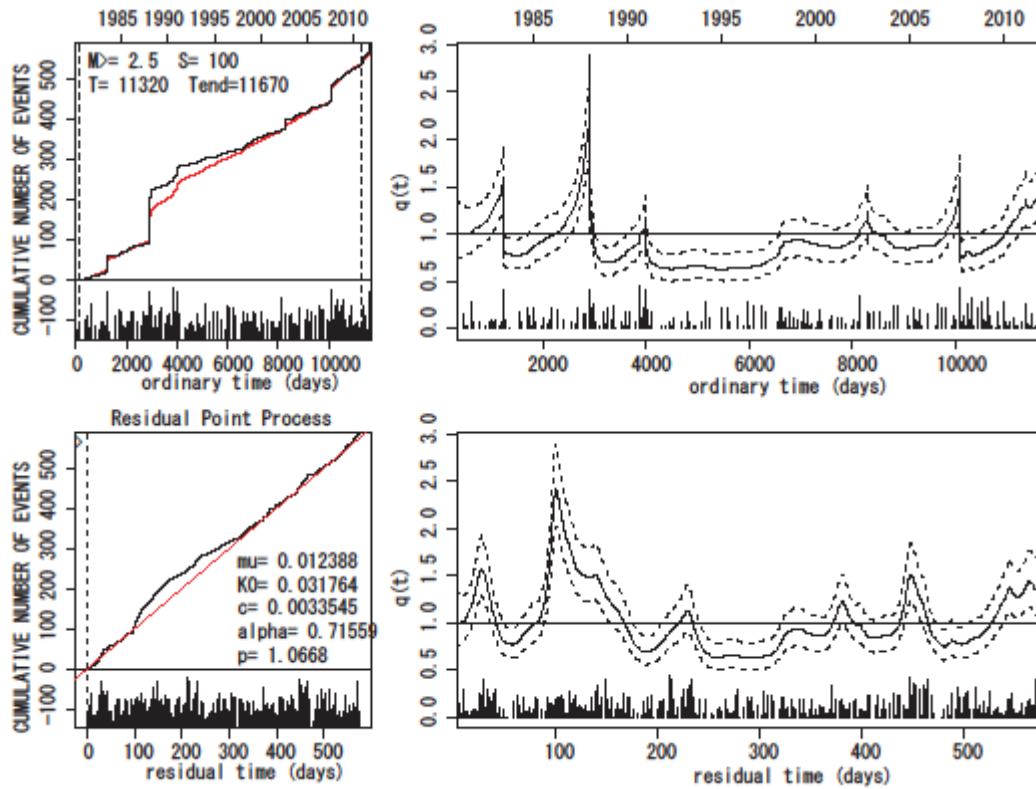 1985 1990 1995 2000 2005 2010
M>= 2.5 S= 100
T= 11320 Tend=11670
CUMULATIVE NUMBER OF EVENTS
-100 0 100 200 300 400 500
0 2000 4000 6000 8000 10000
ordinary time (days)
1985 1990 1995 2000 2005 2010
q(t)
0.0 0.5 1.0 1.5 2.0 2.5 3.0
2000 4000 6000 8000 10000
ordinary time (days)
Residual Point Process
CUMULATIVE NUMBER OF EVENTS
-100 0 100 200 300 400 500
mu= 0.012388
K0= 0.031764
c= 0.0033545
alpha= 0.71559
p= 1.0668
0 100 200 300 400 500
residual time (days)
q(t)
0.0 0.5 1.0 1.5 2.0 2.5 3.0
100 200 300 400 500
residual time (days)